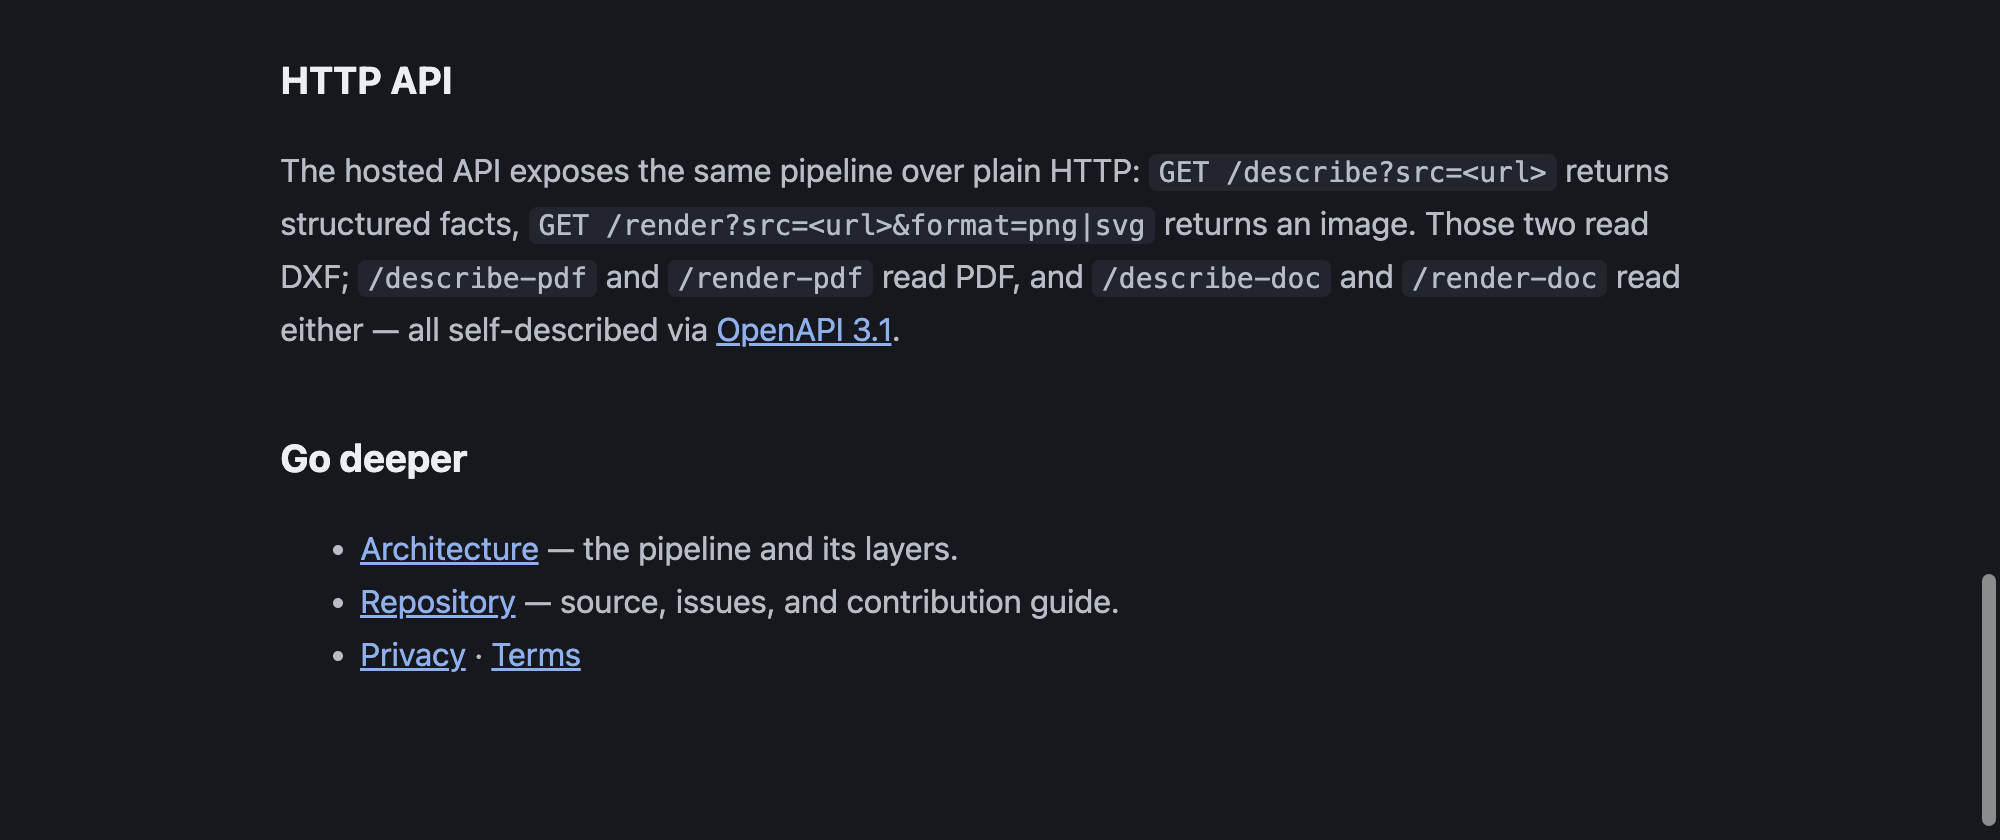 HTTP API
The hosted API exposes the same pipeline over plain HTTP: GET /describe?src=<url> returns
structured facts, GET /render?src=<url>&format=png|svg returns an image. Those two read
DXF; /describe-pdf and /render-pdf read PDF, and /describe-doc and /render-doc read
either — all self-described via OpenAPI 3.1.
Go deeper
• Architecture — the pipeline and its layers.
• Repository — source, issues, and contribution guide.
• Privacy · Terms